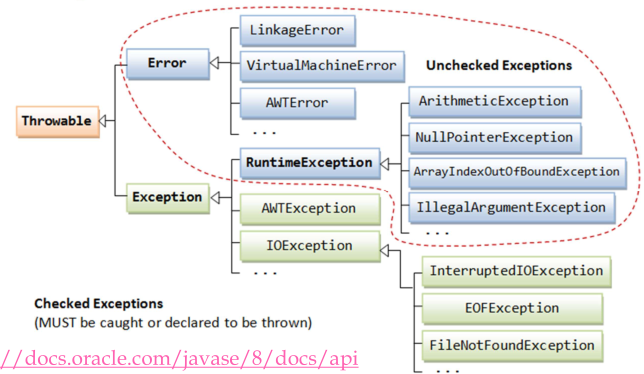 LinkageError
Error
VirtualMachineError
Unchecked Exceptions
AWTError
ArithmeticException
Throwable
...
NullPointerException
RuntimeException
ArrayIndexOutOfBoundException
Exception
AWTException
IllegalArgumentException
...
IOException
...
InterruptedIOException
Checked Exceptions
(MUST be caught or declared to be thrown)
EOFException
FileNotFoundException
//docs.oracle.com/javase/8/docs/api
...